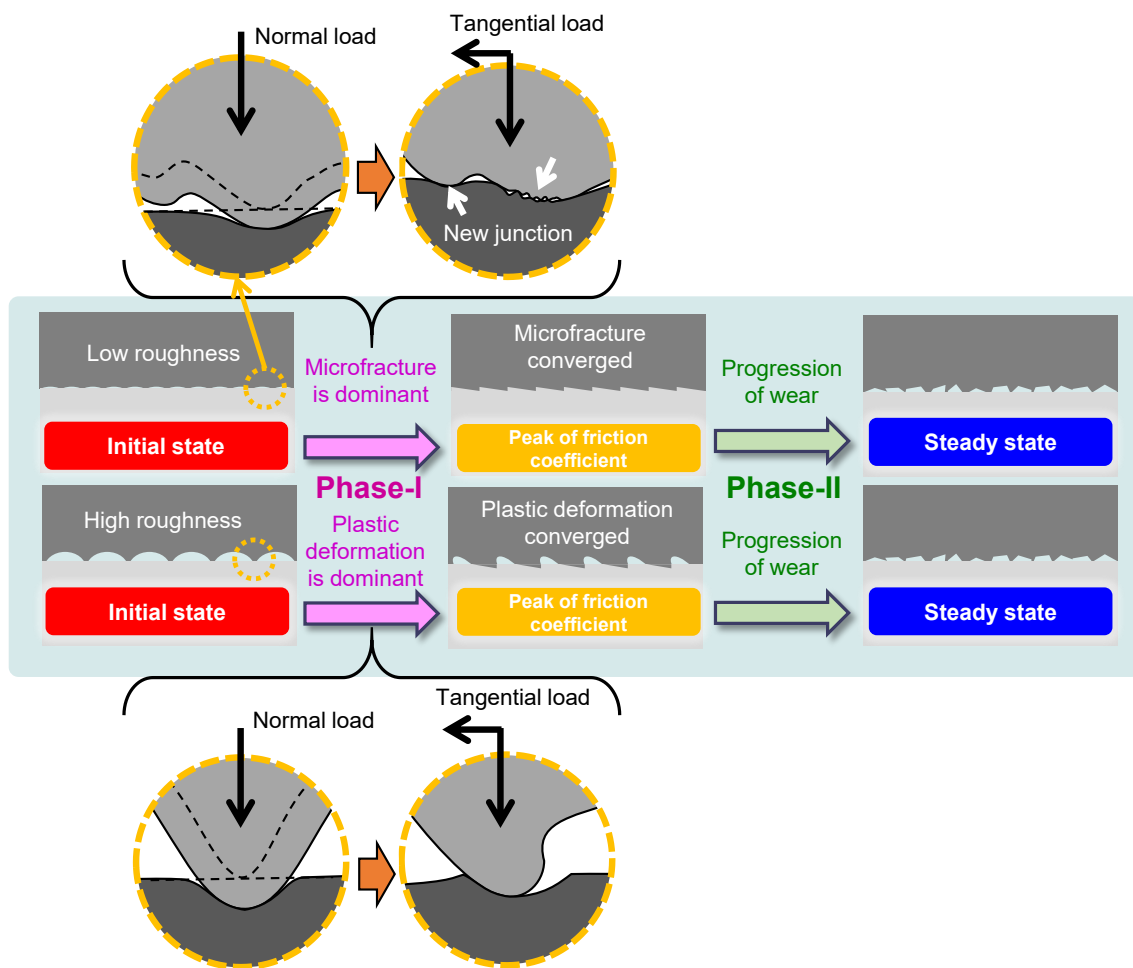 Normal load
Tangential load
New junction
Low roughness
Microfracture
is dominant
Microfracture
converged
Progression
of wear
Initial state
Peak of friction
coefficient
Steady state
Phase-I
Phase-II
High roughness
Plastic
deformation
is dominant
Plastic deformation
converged
Progression
of wear
Initial state
Peak of friction
coefficient
Steady state
Normal load
Tangential load